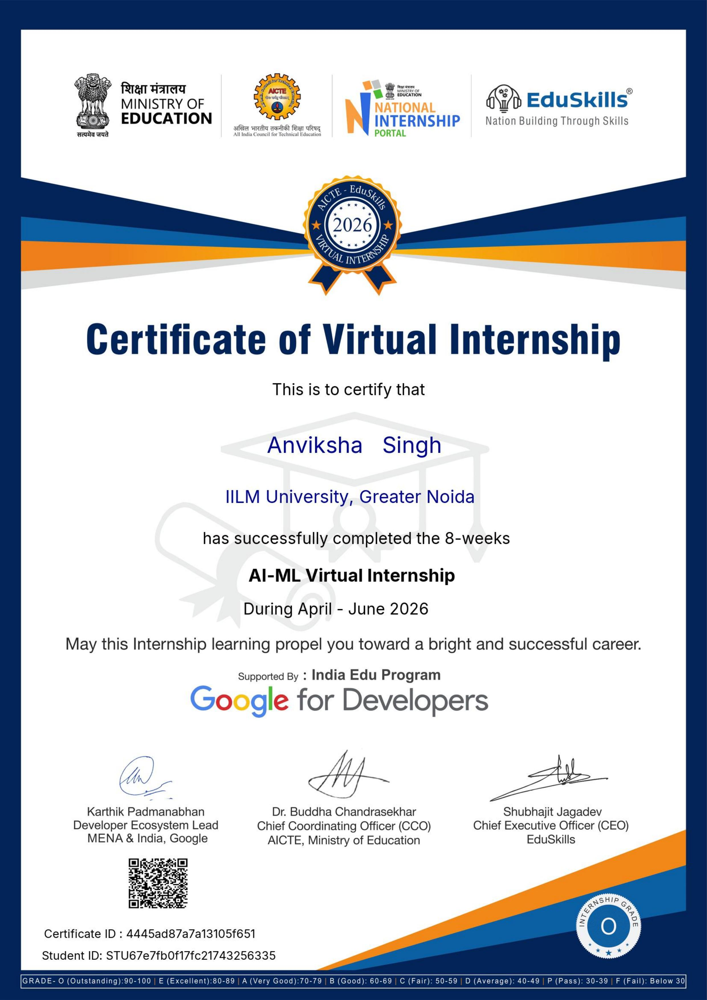 शिक्षा मंत्रालय
MINISTRY OF
EDUCATION
सत्यमेव जयते
AICTE
अखिल भारतीय तकनीकी शिक्षा परिषद्
All India Council for Technical Education
शिक्षा मंत्रालय
MINISTRY OF
EDUCATION
NATIONAL
INTERNSHIP
PORTAL
EduSkills®
Nation Building Through Skills
AICTE - EduSkills
2026
VIRTUAL INTERNSHIP
Certificate of Virtual Internship
This is to certify that
Anviksha Singh
IILM University, Greater Noida
has successfully completed the 8-weeks
AI-ML Virtual Internship
During April - June 2026
May this Internship learning propel you toward a bright and successful career.
Supported By : India Edu Program
Google for Developers
Karthik Padmanabhan
Developer Ecosystem Lead
MENA & India, Google
Dr. Buddha Chandrasekhar
Chief Coordinating Officer (CCO)
AICTE, Ministry of Education
Shubhajit Jagadev
Chief Executive Officer (CEO)
EduSkills
INTERNSHIP GRADE
O
Certificate ID : 4445ad87a7a13105f651
Student ID: STU67e7fb0f17fc21743256335
GRADE- O (Outstanding):90-100 | E (Excellent):80-89 | A (Very Good):70-79 | B (Good): 60-69 | C (Fair): 50-59 | D (Average): 40-49 | P (Pass): 30-39 | F (Fail): Below 30